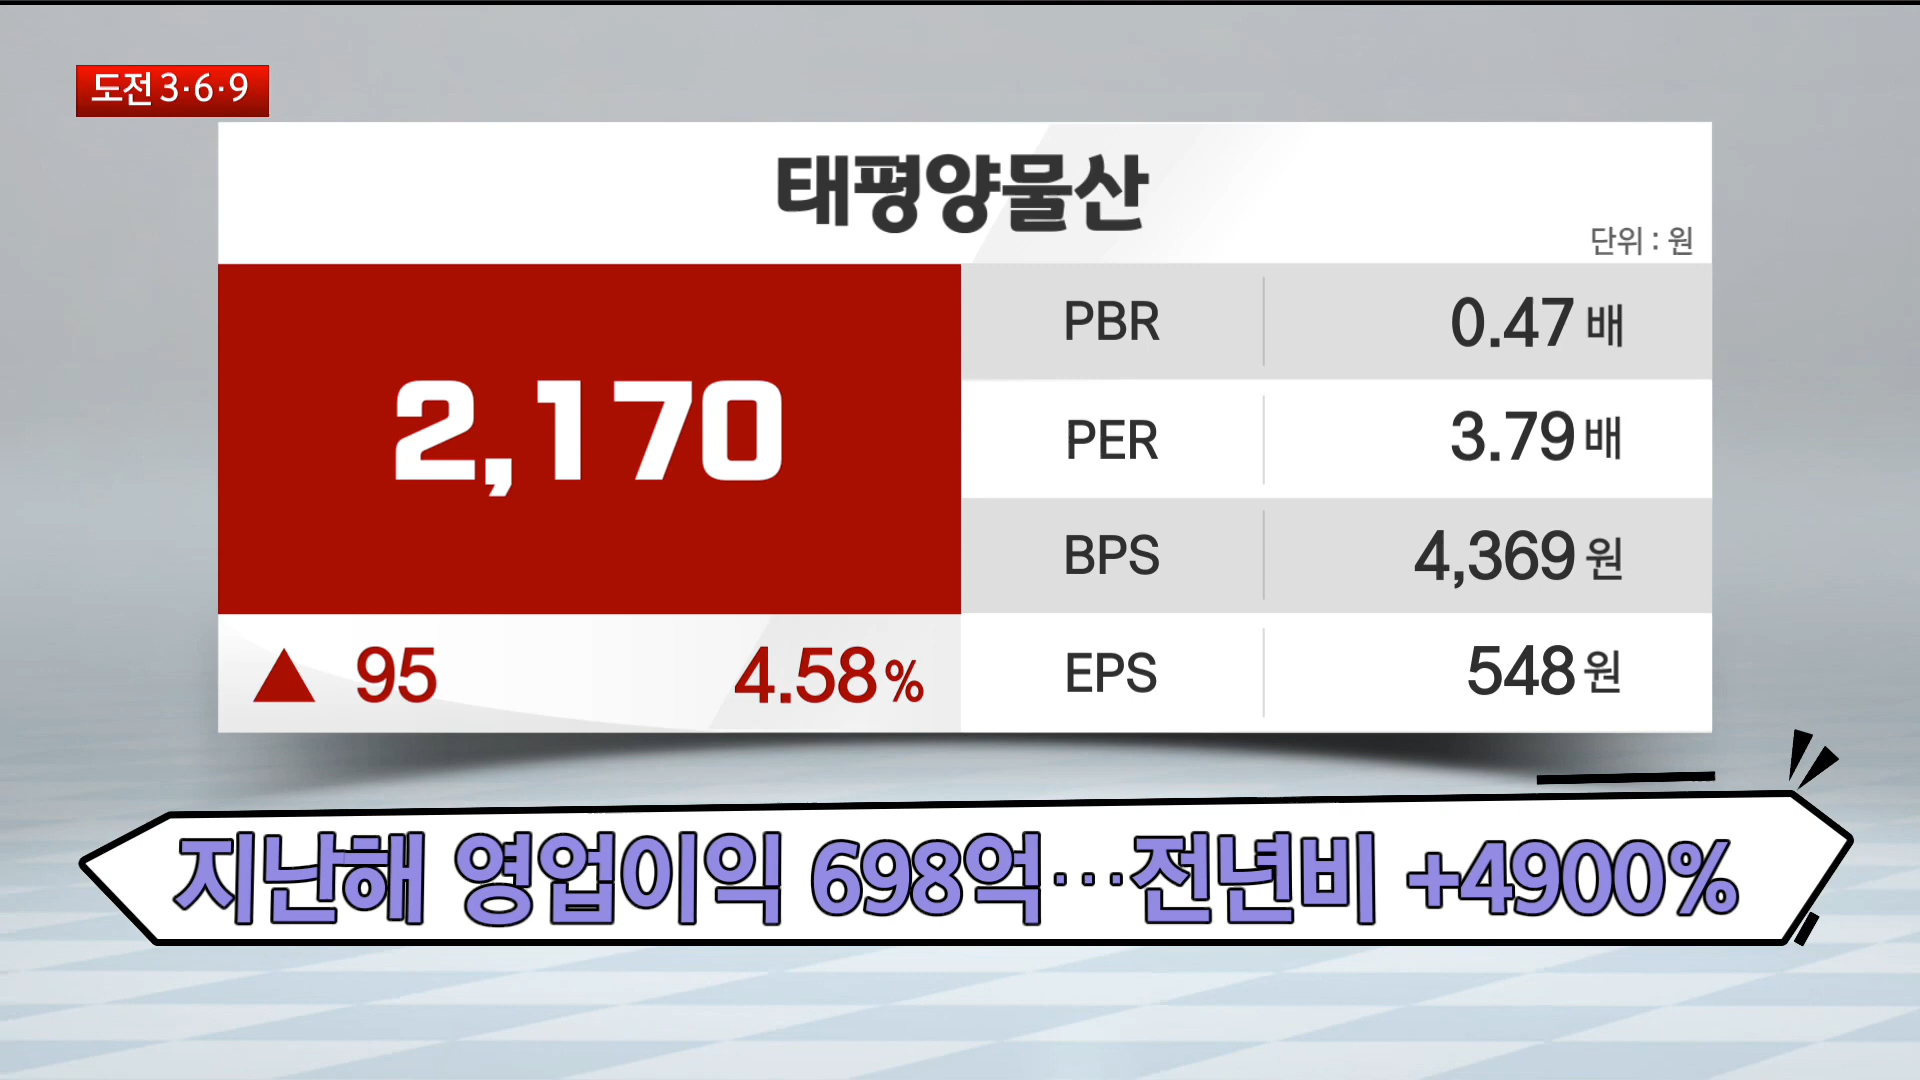 도전 3·6·9
태평양물산
단위 : 원
2,170
▲ 95 4.58%
PBR 0.47 배
PER 3.79 배
BPS 4,369 원
EPS 548 원
지난해 영업이익 698억…전년비 +4900%